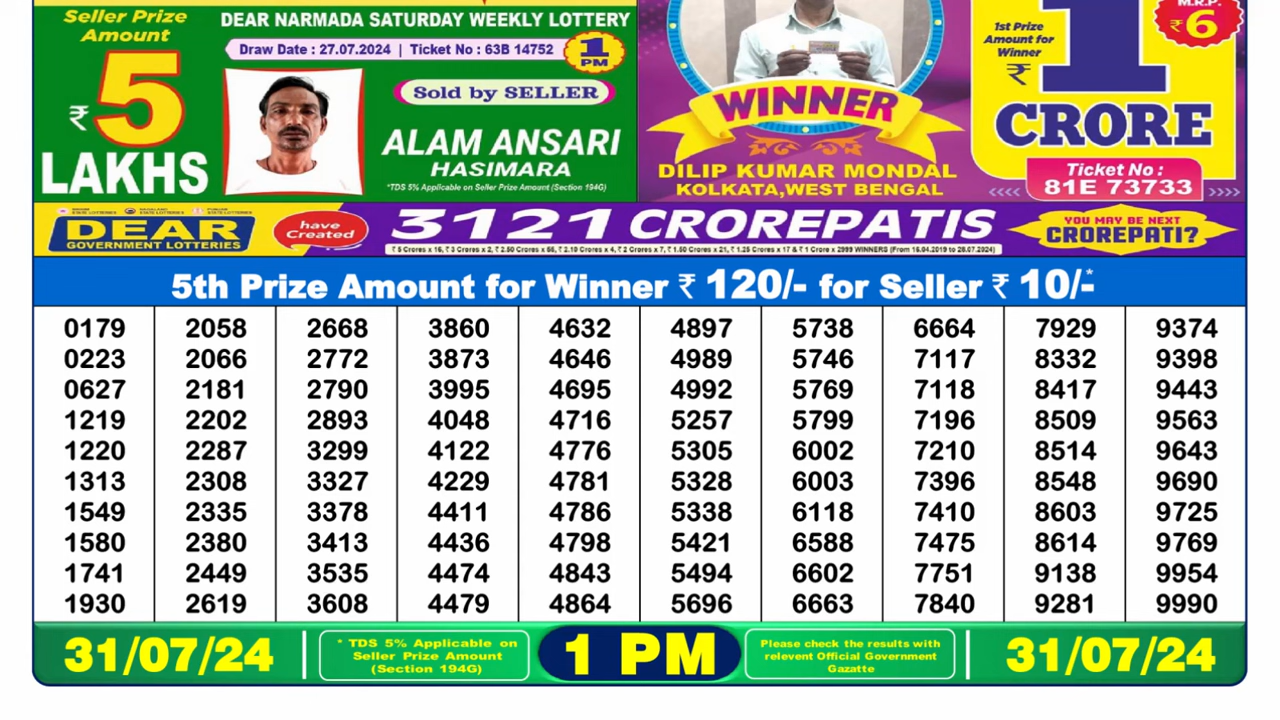 Seller Prize
Amount
₹ 5
LAKHS
DEAR NARMADA SATURDAY WEEKLY LOTTERY
Draw Date : 27.07.2024 | Ticket No : 63B 14752
1
PM
Sold by SELLER
ALAM ANSARI
HASIMARA
*TDS 5% Applicable on Seller Prize Amount (Section 194G)
WINNER
DILIP KUMAR MONDAL
KOLKATA,WEST BENGAL
1st Prize
Amount for
Winner
₹
1
CRORE
M.R.P.
₹6
Ticket No :
81E 73733
DEAR
GOVERNMENT LOTTERIES
have
Created
3121 CROREPATIS
YOU MAY BE NEXT
CROREPATI?
5th Prize Amount for Winner ₹ 120/- for Seller ₹ 10/-*
0179 2058 2668 3860 4632 4897 5738 6664 7929 9374
0223 2066 2772 3873 4646 4989 5746 7117 8332 9398
0627 2181 2790 3995 4695 4992 5769 7118 8417 9443
1219 2202 2893 4048 4716 5257 5799 7196 8509 9563
1220 2287 3299 4122 4776 5305 6002 7210 8514 9643
1313 2308 3327 4229 4781 5328 6003 7396 8548 9690
1549 2335 3378 4411 4786 5338 6118 7410 8603 9725
1580 2380 3413 4436 4798 5421 6588 7475 8614 9769
1741 2449 3535 4474 4843 5494 6602 7751 9138 9954
1930 2619 3608 4479 4864 5696 6663 7840 9281 9990
31/07/24
* TDS 5% Applicable on
Seller Prize Amount
(Section 194G)
1 PM
Please check the results with
relevent Official Government
Gazatte
31/07/24